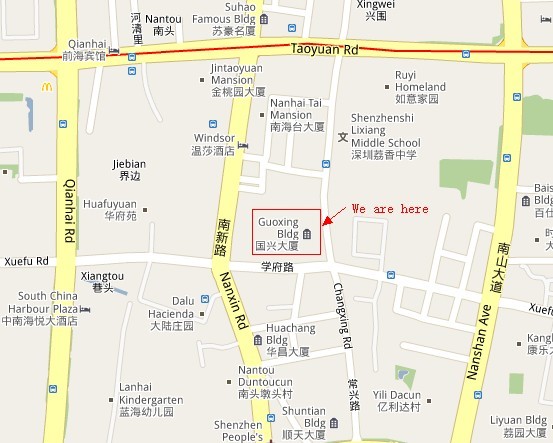 Suhao
Famous Bldg
苏豪名厦
Xingwei
兴围
Nantou
南头
河清里
Qianhai
前海宾馆
Taoyuan Rd
Jintaoyuan
Mansion
金桃园大厦
Ruyi
Homeland
如意家园
Nanhai Tai
Mansion
南海台大厦
Windsor
温莎酒店
Shenzhenshi
Lixiang
Middle School
深圳荔香中学
Jiebian
界边
Huafuyuan
华府苑
Qianhai Rd
南新路
Guoxing
Bldg
国兴大厦
We are here
Bais
百仕
时
南山大道
Xuefu Rd
学府路
Xiangtou
巷头
South China
Harbour Plaza
中南海悦大酒店
Dalu
Hacienda
大陆庄园
Nanxin Rd
Changxing Rd
Nanshan Ave
Xuefu
Huachang
Bldg
华昌大厦
Kangl
康乐大
Nantou
Duntoucun
南头墩头村
常兴路
Lanhai
Kindergarten
蓝海幼儿园
Yili Dacun
亿利达村
Shuntian
Bldg
顺天大厦
Liyuan Bldg
荔园大厦
Shenzhen
People's